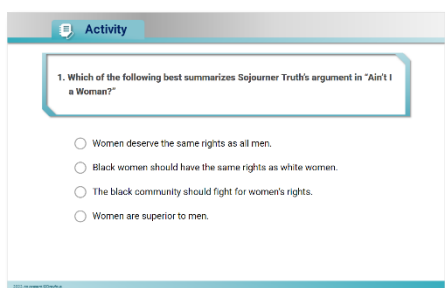 Activity
1. Which of the following best summarizes Sojourner Truth's argument in "Ain't I
a Woman?"
Women deserve the same rights as all men.
Black women should have the same rights as white women.
The black community should fight for women's rights.
Women are superior to men.